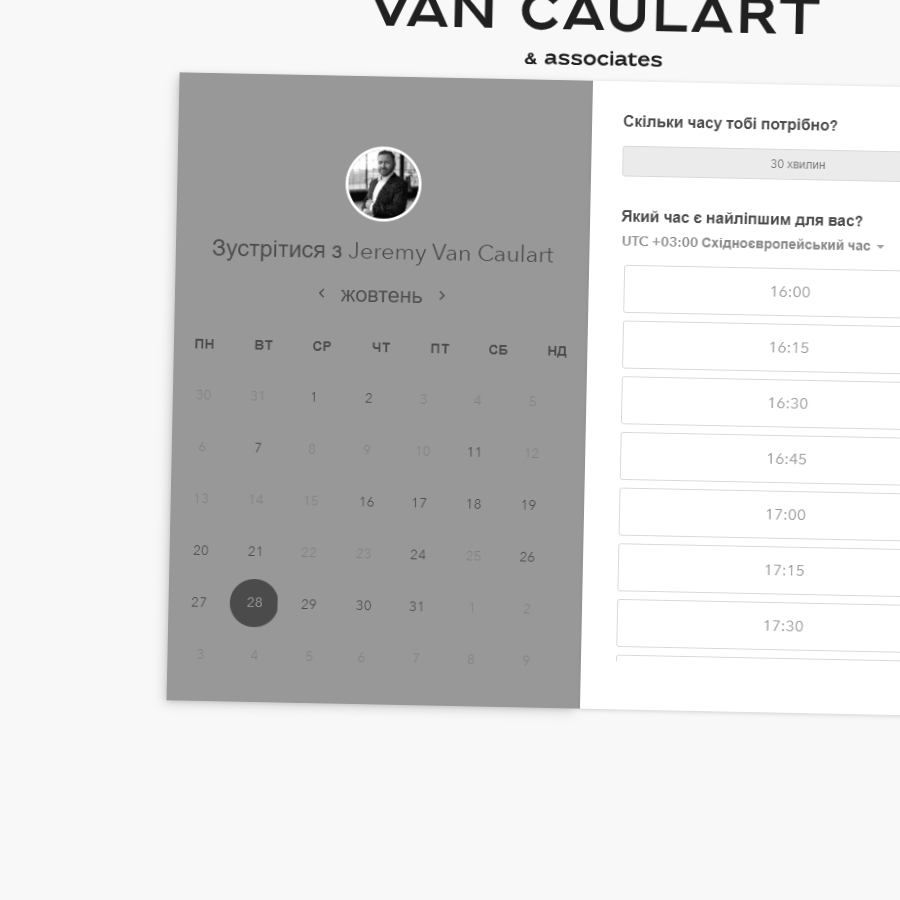 VAN CAULART
& associates
Зустрітися з Jeremy Van Caulart
жовтень
ПН ВТ СР ЧТ ПТ СБ НД
30 31 1 2 3 4 5
6 7 8 9 10 11 12
13 14 15 16 17 18 19
20 21 22 23 24 25 26
27 28 29 30 31 1 2
3 4 5 6 7 8 9
Скільки часу тобі потрібно?
30 хвилин
Який час є найліпшим для вас?
UTC +03:00 Східноєвропейський час
16:00
16:15
16:30
16:45
17:00
17:15
17:30